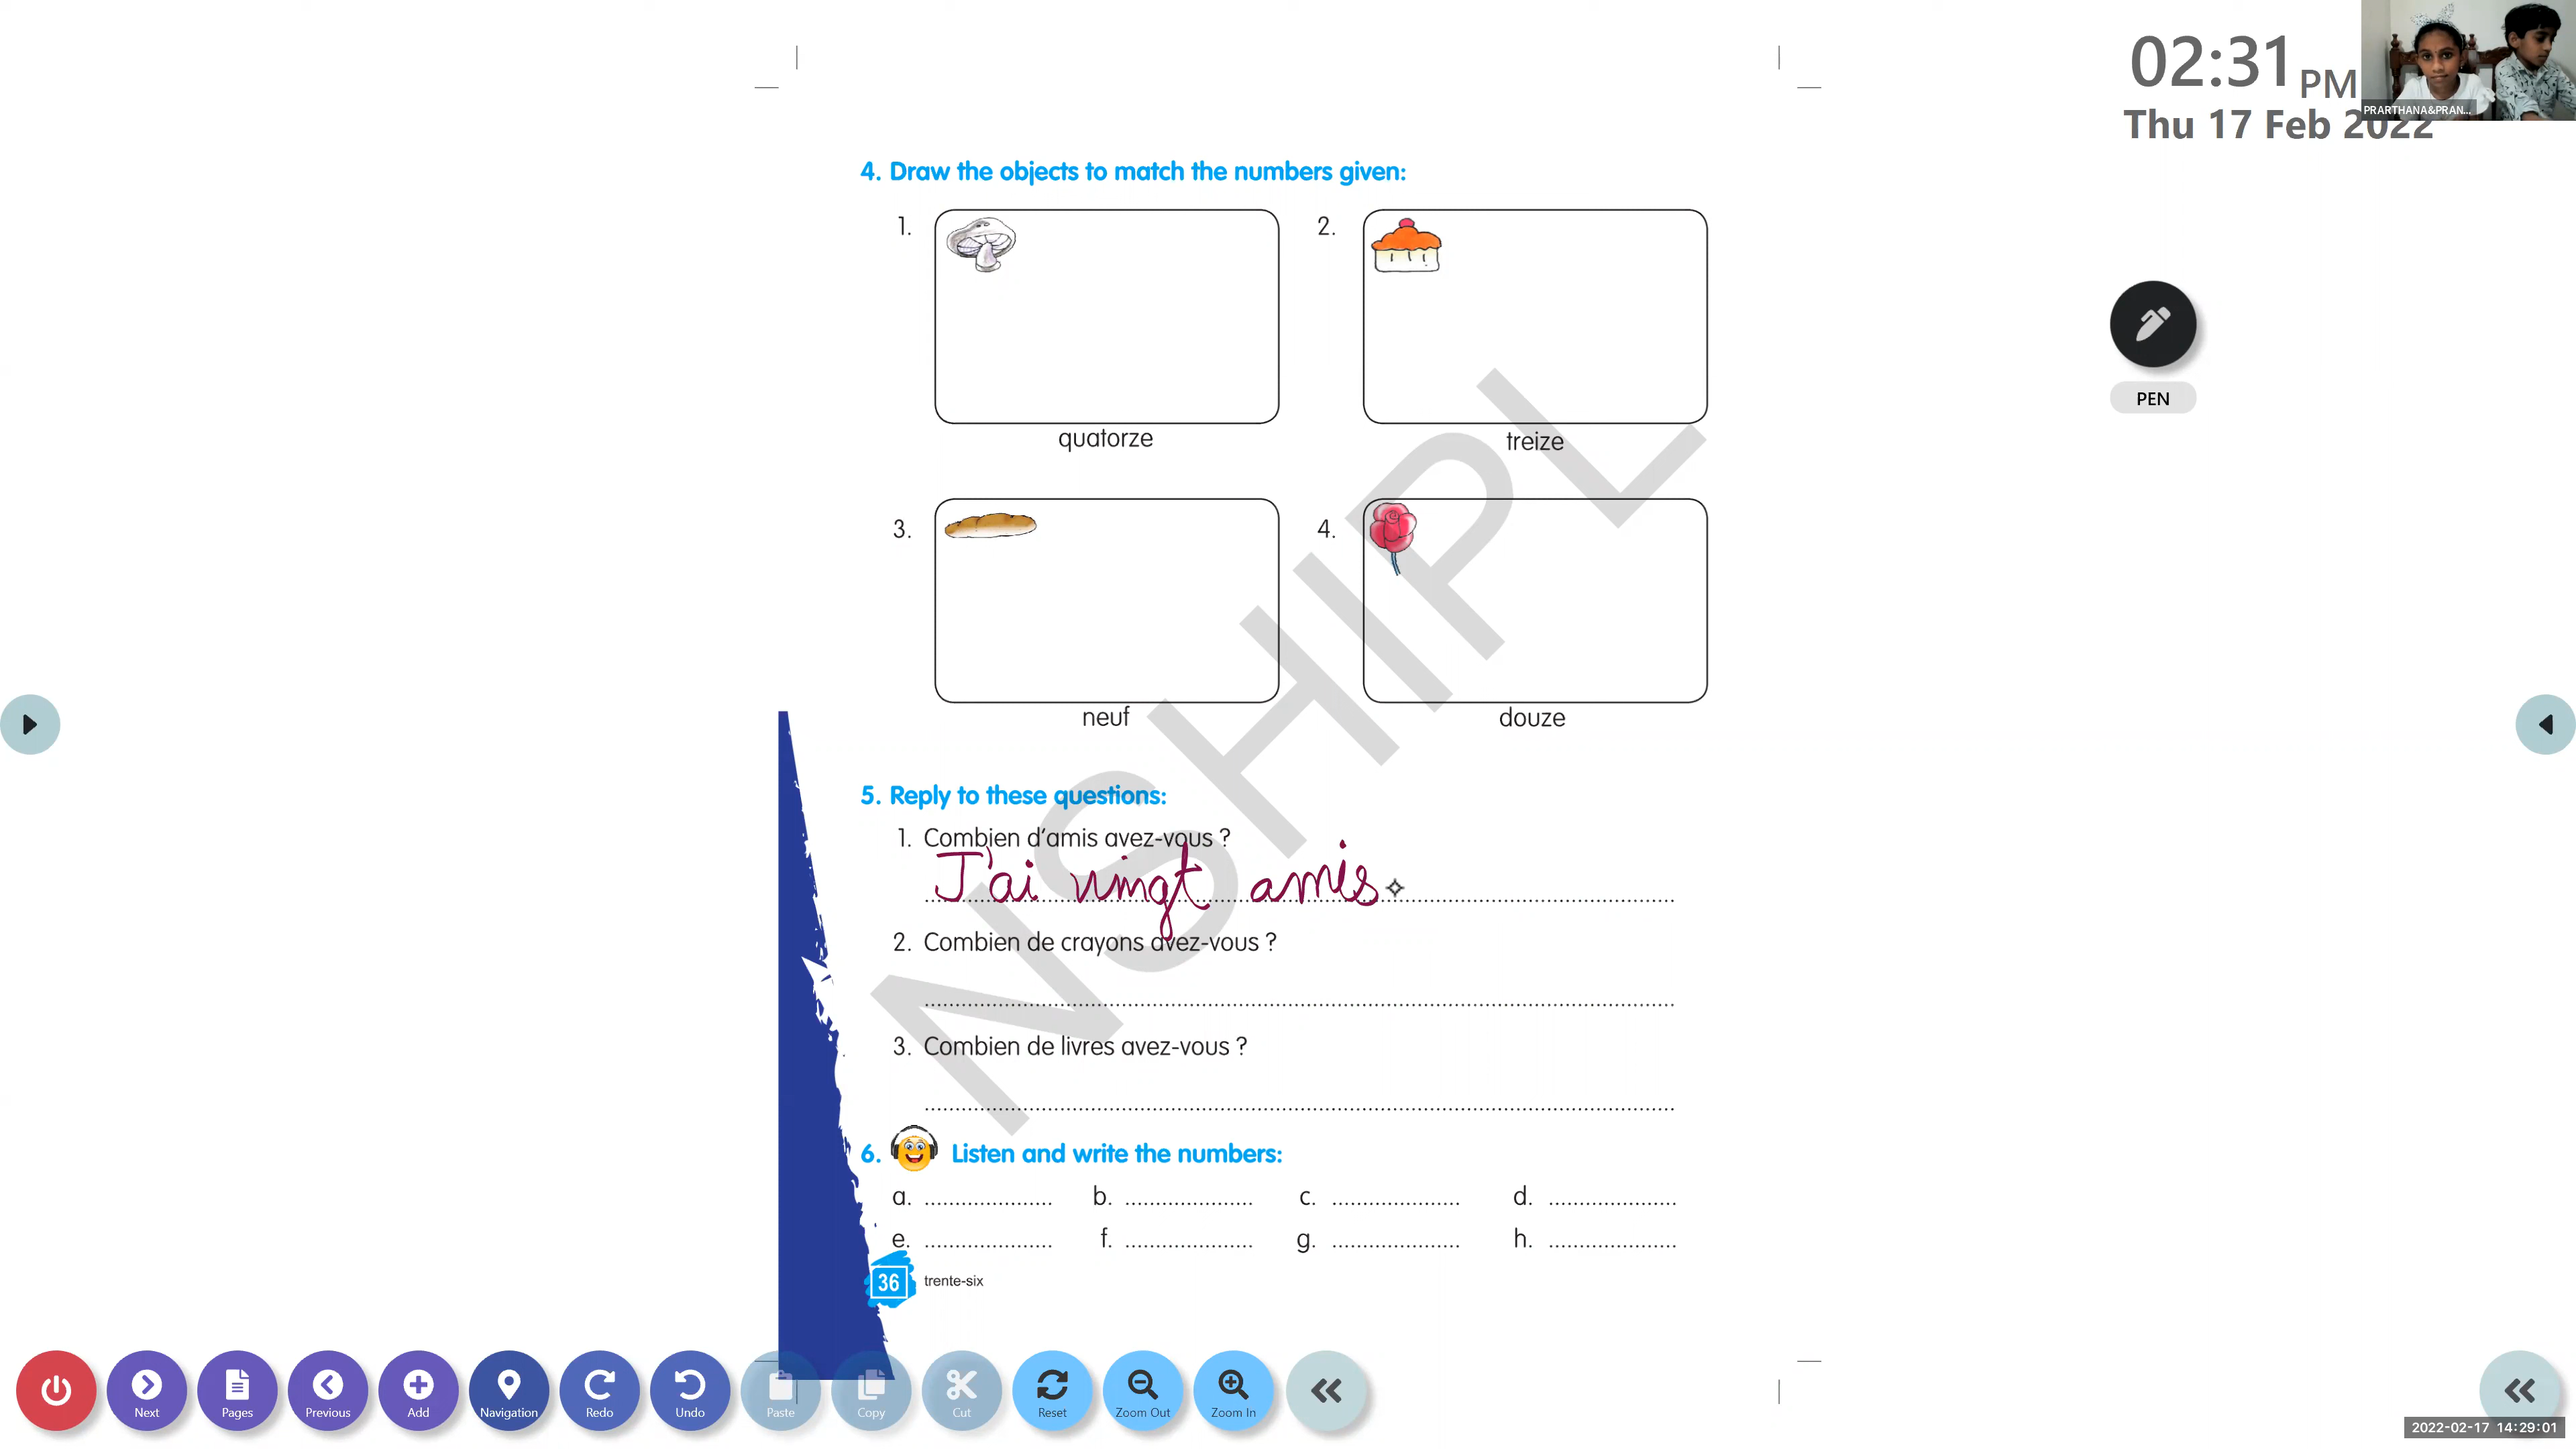 02:31 PM
Thu 17 Feb 2022
PRARTHANA&PRAN...
4. Draw the objects to match the numbers given:
1.
2.
quatorze
treize
PEN
3.
4.
neuf
douze
NSHIPL
5. Reply to these questions:
1. Combien d'amis avez-vous ?
J'ai vingt amis
2. Combien de crayons avez-vous ?
3. Combien de livres avez-vous ?
6. Listen and write the numbers:
a. b. c. d.
e. f. g. h.
36 trente-six
Next Pages Previous Add Navigation Redo Undo Paste Copy Cut Reset Zoom Out Zoom In
2022-02-17 14:29:01